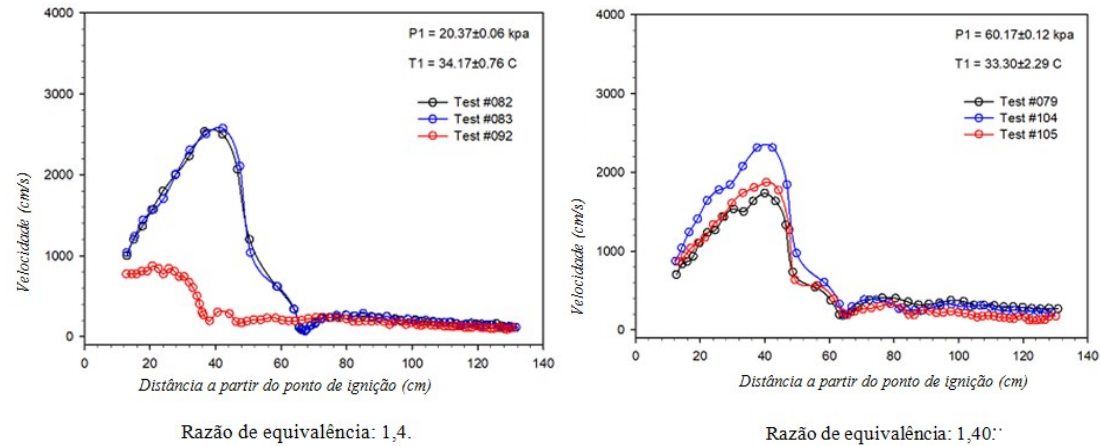 4000
3000
2000
1000
0
Velocidade (cm/s)
P1 = 20.37±0.06 kpa
T1 = 34.17±0.76 C
Test #082
Test #083
Test #092
0 20 40 60 80 100 120 140
Distância a partir do ponto de ignição (cm)
Razão de equivalência: 1,4.
4000
3000
2000
1000
0
Velocidade (cm/s)
P1 = 60.17±0.12 kpa
T1 = 33.30±2.29 C
Test #079
Test #104
Test #105
0 20 40 60 80 100 120 140
Distância a partir do ponto de ignição (cm)
Razão de equivalência: 1,40..